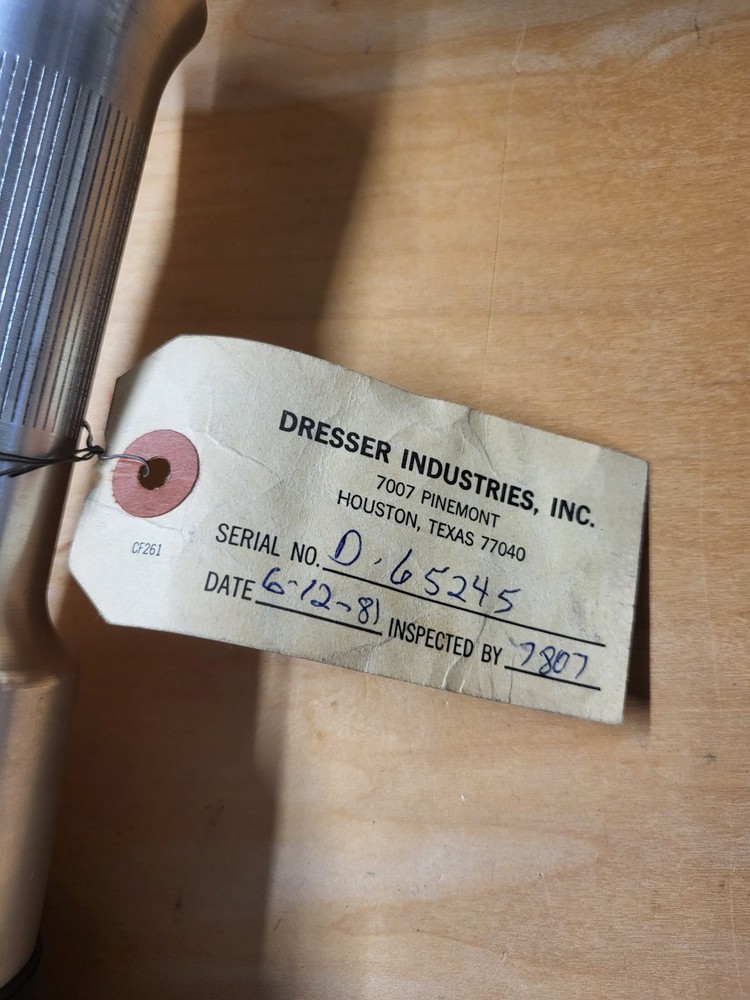 DRESSER INDUSTRIES, INC.
7007 PINEMONT
HOUSTON, TEXAS 77040
SERIAL NO. D.65245
DATE 6-12-81 INSPECTED BY 7807
CF261